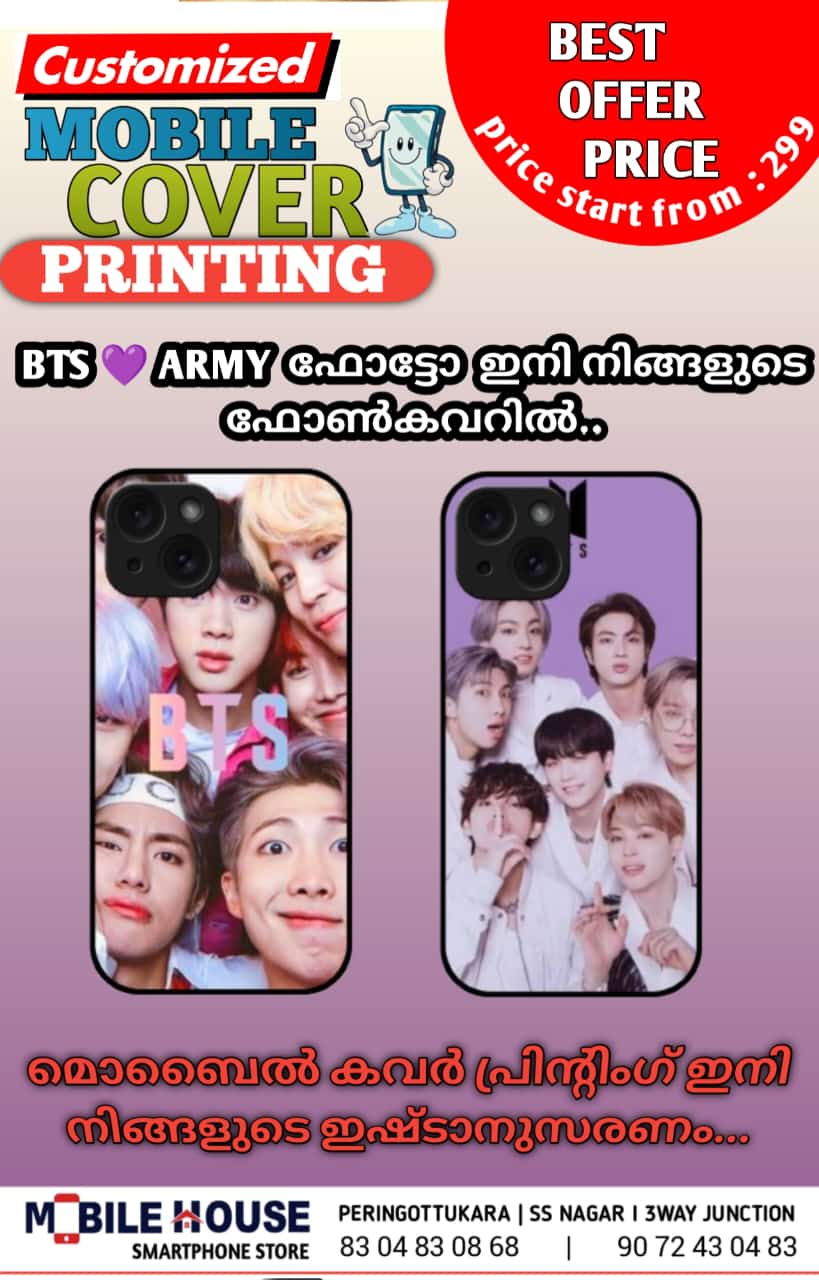 Customized
MOBILE
COVER
PRINTING
BEST
OFFER
PRICE
price start from : 299
BTS 💜 ARMY ഫോട്ടോ ഇനി നിങ്ങളുടെ
ഫോൺകവറിൽ..
BTS
മൊബൈൽ കവർ പ്രിന്റിംഗ് ഇനി
നിങ്ങളുടെ ഇഷ്ടാനുസരണം...
MOBILE HOUSE
SMARTPHONE STORE
PERINGOTTUKARA | SS NAGAR I 3WAY JUNCTION
83 04 83 08 68 | 90 72 43 04 83